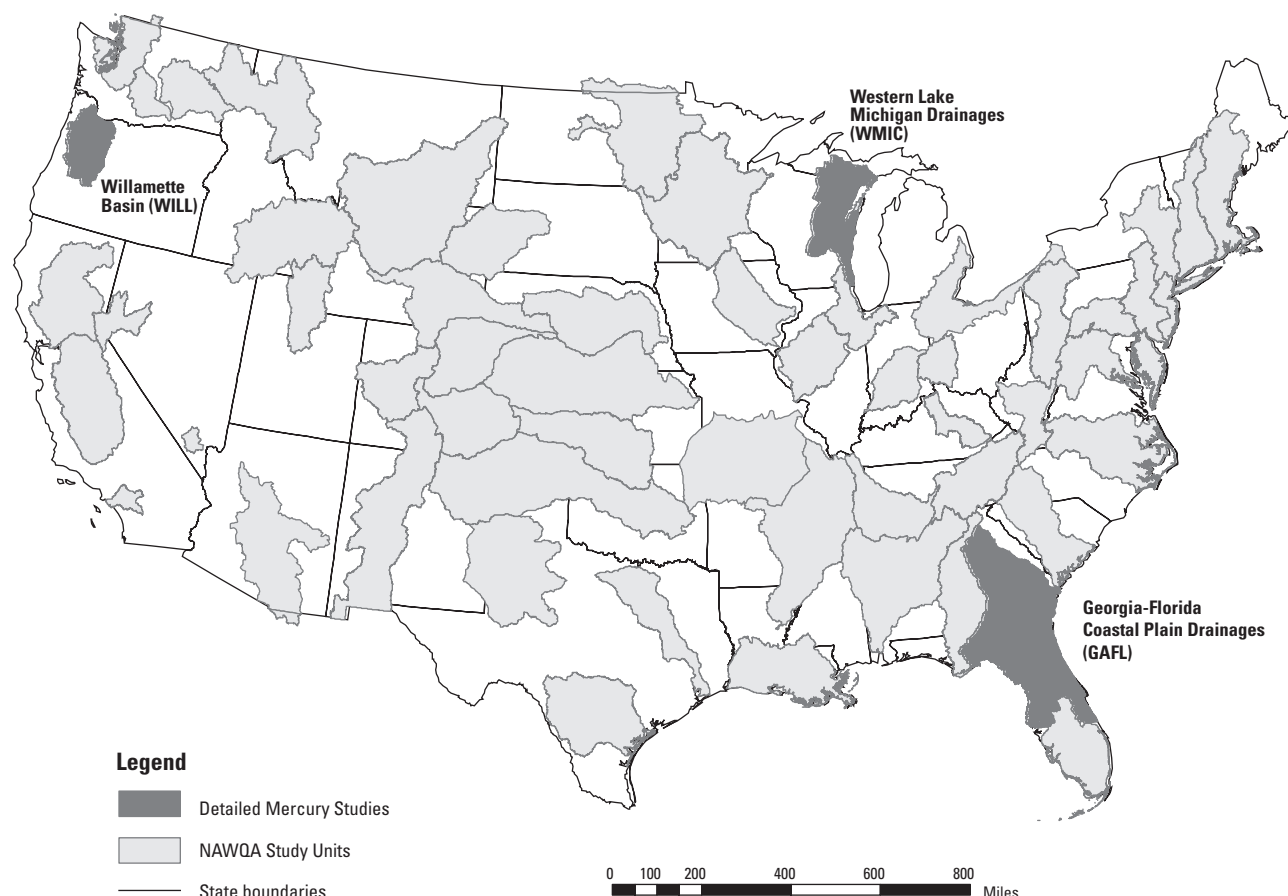 Western Lake
Michigan Drainages
(WMIC)
Willamette
Basin (WILL)
Georgia-Florida
Coastal Plain Drainages
(GAFL)
Legend
Detailed Mercury Studies
NAWQA Study Units
State boundaries
0 100 200 400 600 800
Miles